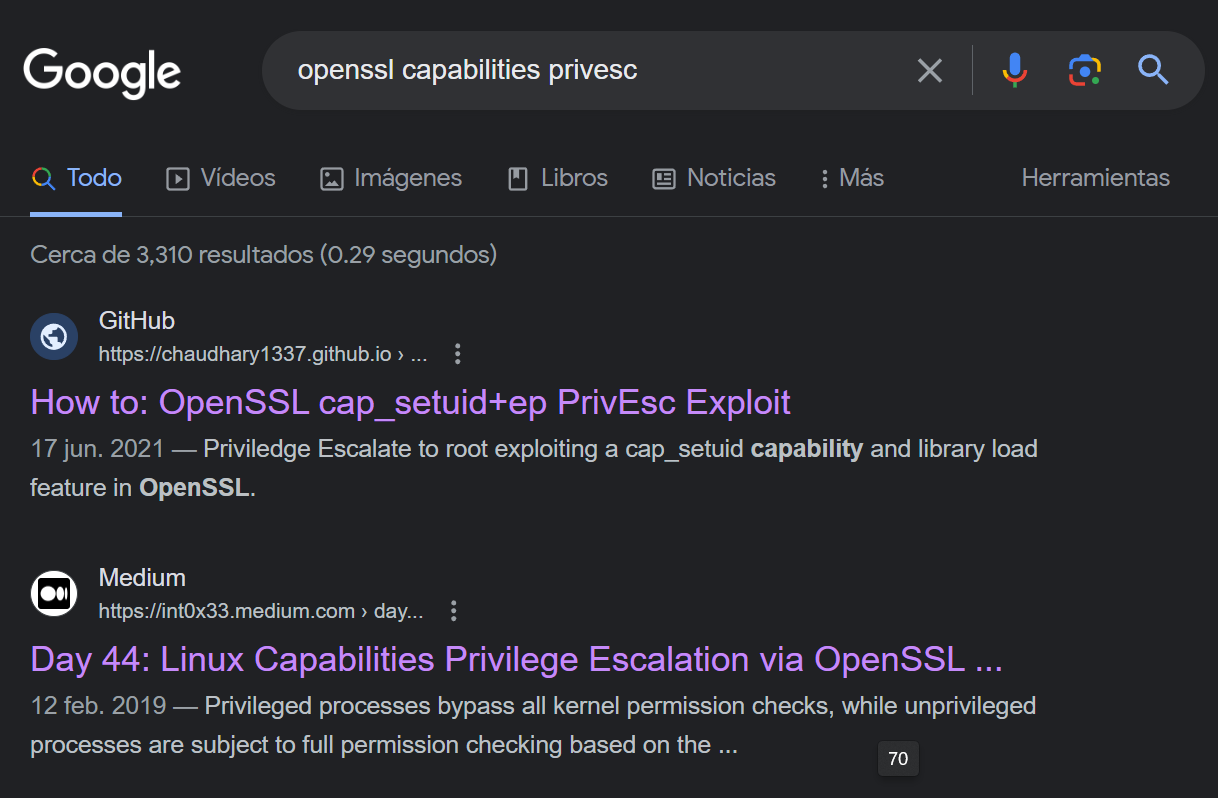 Google
openssl capabilities privesc
Todo
Vídeos
Imágenes
Libros
Noticias
Más
Herramientas
Cerca de 3,310 resultados (0.29 segundos)
GitHub
https://chaudhary1337.github.io › ...
How to: OpenSSL cap_setuid+ep PrivEsc Exploit
17 jun. 2021 — Priviledge Escalate to root exploiting a cap_setuid capability and library load
feature in OpenSSL.
Medium
https://int0x33.medium.com › day...
Day 44: Linux Capabilities Privilege Escalation via OpenSSL ...
12 feb. 2019 — Privileged processes bypass all kernel permission checks, while unprivileged
processes are subject to full permission checking based on the ...
70